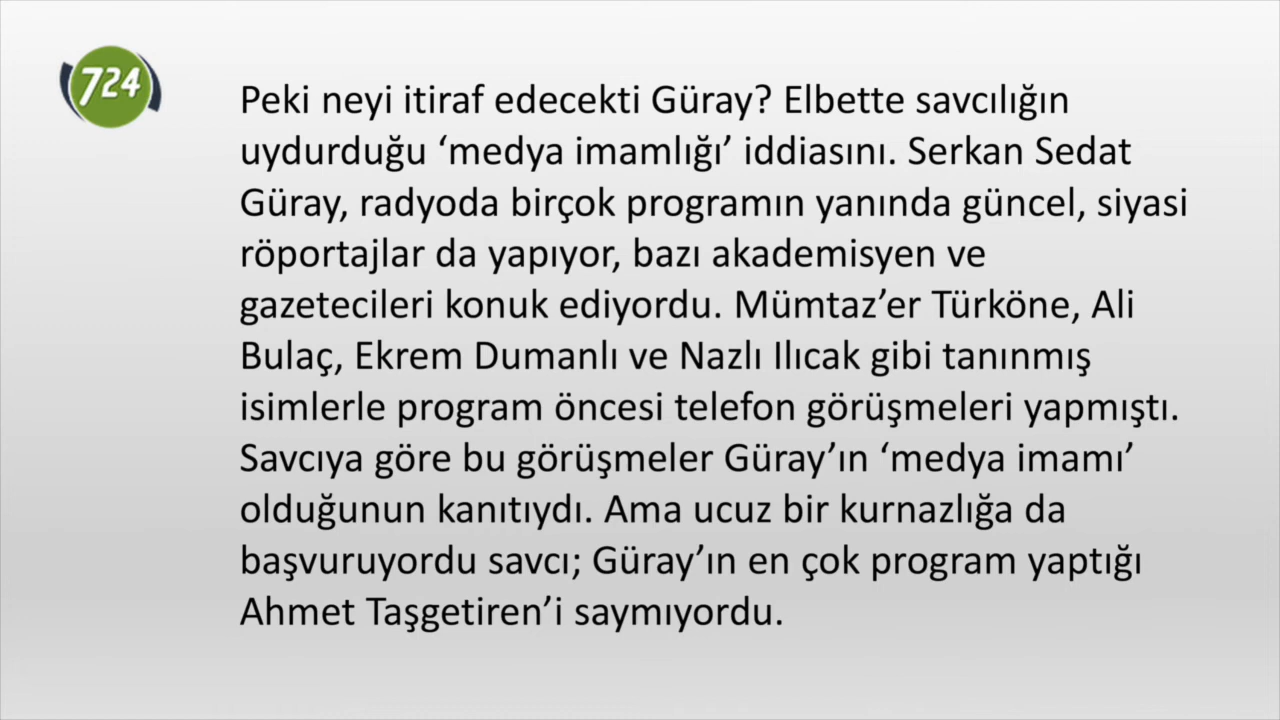 724
Peki neyi itiraf edecekti Güray? Elbette savcılığın
uydurduğu ‘medya imamlığı’ iddiasını. Serkan Sedat
Güray, radyoda birçok programın yanında güncel, siyasi
röportajlar da yapıyor, bazı akademisyen ve
gazetecileri konuk ediyordu. Mümtaz’er Türköne, Ali
Bulaç, Ekrem Dumanlı ve Nazlı Ilıcak gibi tanınmış
isimlerle program öncesi telefon görüşmeleri yapmıştı.
Savcıya göre bu görüşmeler Güray’ın ‘medya imamı’
olduğunun kanıtıydı. Ama ucuz bir kurnazlığa da
başvuruyordu savcı; Güray’ın en çok program yaptığı
Ahmet Taşgetiren’i saymıyordu.